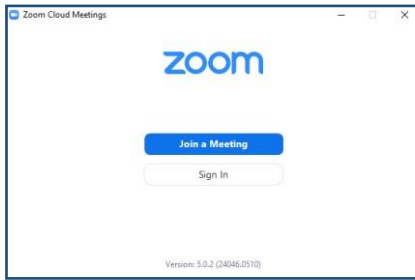 Zoom Cloud Meetings
zoom
Join a Meeting
Sign In
Version: 5.0.2 (24046.0510)